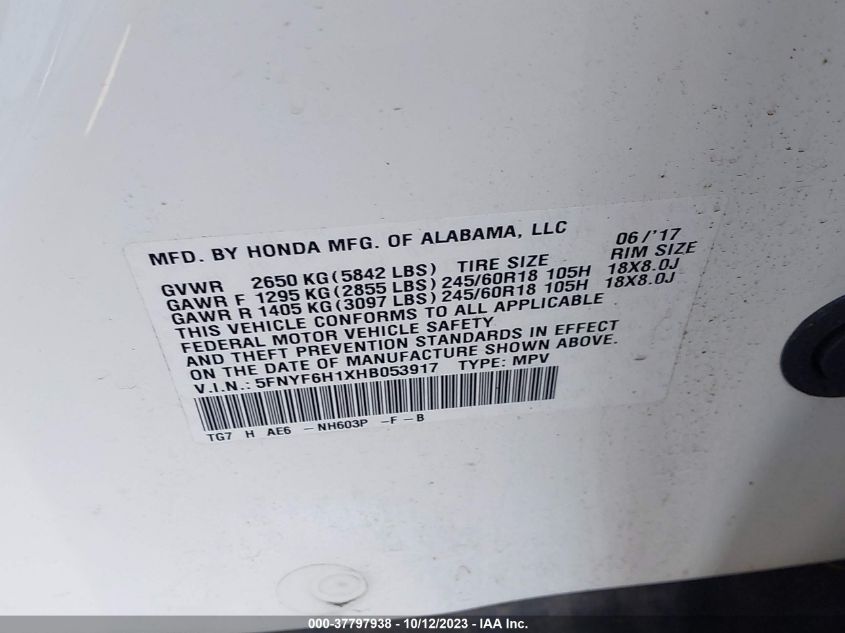 MFD. BY HONDA MFG. OF ALABAMA, LLC 06/'17
GVWR 2650 KG (5842 LBS) TIRE SIZE RIM SIZE
GAWR F 1295 KG (2855 LBS) 245/60R18 105H 18X8.0J
GAWR R 1405 KG (3097 LBS) 245/60R18 105H 18X8.0J
THIS VEHICLE CONFORMS TO ALL APPLICABLE
FEDERAL MOTOR VEHICLE SAFETY
AND THEFT PREVENTION STANDARDS IN EFFECT
ON THE DATE OF MANUFACTURE SHOWN ABOVE.
V.I.N.: 5FNYF6H1XHB053917 TYPE: MPV
TG7 H AE6 - NH603P -F-B
000-37797938 - 10/12/2023 - IAA Inc.